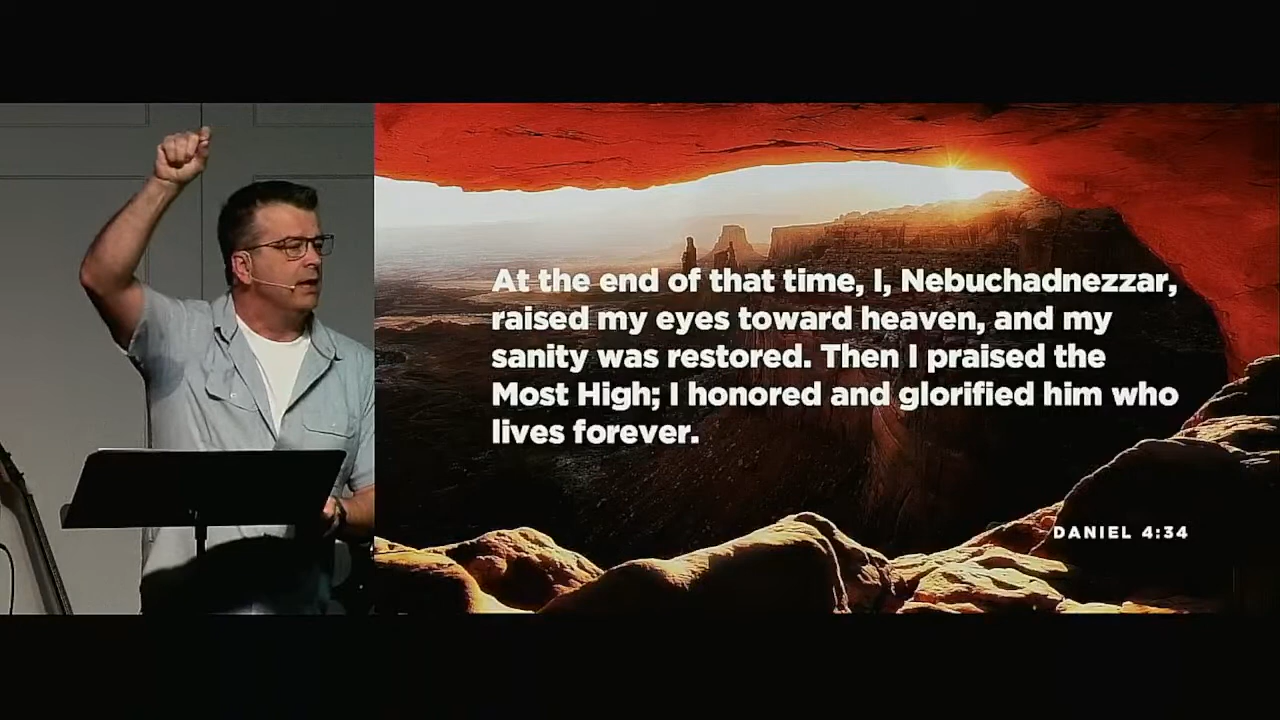 At the end of that time, I, Nebuchadnezzar,
raised my eyes toward heaven, and my
sanity was restored. Then I praised the
Most High; I honored and glorified him who
lives forever.
DANIEL 4:34